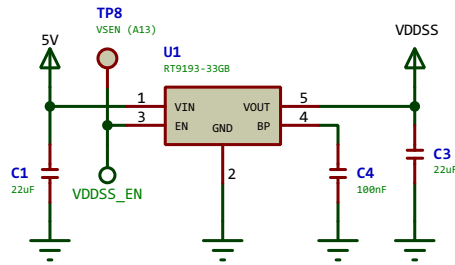 TP8
VSEN (A13)
5V
VDDSS
U1
RT9193-33GB
1
VIN
VOUT
5
3
EN
GND
BP
4
2
C1
22uF
VDDSS_EN
C4
100nF
C3
22uF